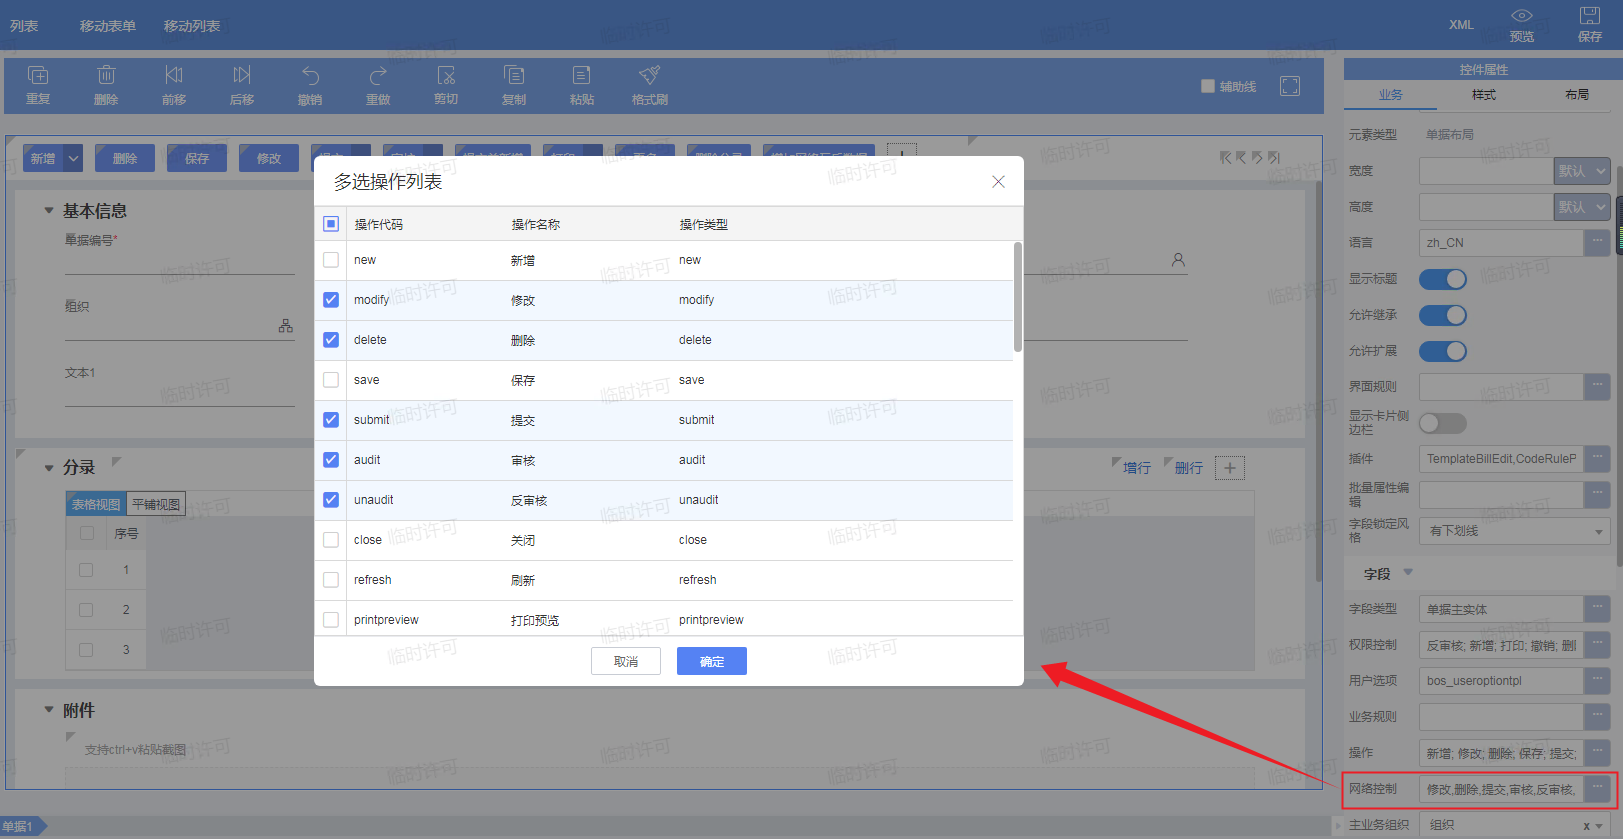 列表 移动表单 移动列表 XML 预览 保存
重复 删除 前移 后移 撤销 重做 剪切 复制 粘贴 格式刷 辅助线
新增 删除 保存 修改
基本信息
单据编号*
组织
文本1
分录
增行 删行
表格视图 平铺视图
序号
1
2
3
附件
支持ctrl+v粘贴截图
单据1
多选操作列表
操作代码 操作名称 操作类型
new 新增 new
modify 修改 modify
delete 删除 delete
save 保存 save
submit 提交 submit
audit 审核 audit
unaudit 反审核 unaudit
close 关闭 close
refresh 刷新 refresh
printpreview 打印预览 printpreview
取消 确定
控件属性
业务 样式 布局
元素类型 单据布局
宽度 默认
高度 默认
语言 zh_CN
显示标题
允许继承
允许扩展
界面规则
显示卡片侧
边栏
插件 TemplateBillEdit,CodeRuleP
批量属性编
辑
字段锁定风
格 有下划线
字段
字段类型 单据主实体
权限控制 反审核; 新增; 打印; 撤销; 删
用户选项 bos_useroptiontpl
业务规则
操作 新增; 修改; 删除; 保存; 提交;
网络控制 修改,删除,提交,审核,反审核,
主业务组织 组织 x
临时许可